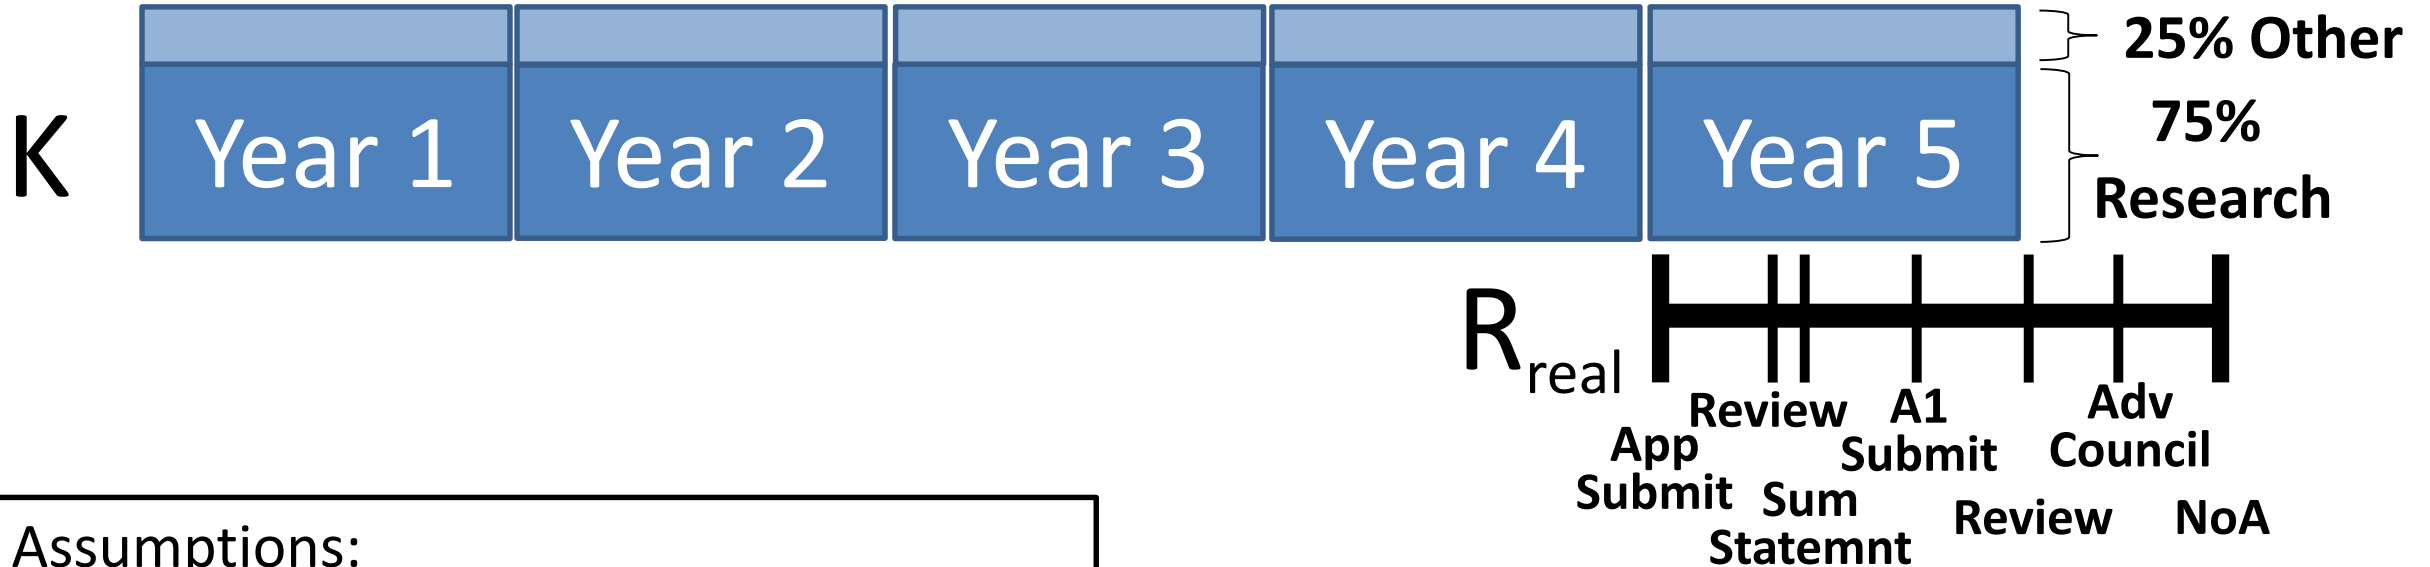 K
Year 1
Year 2
Year 3
Year 4
Year 5
25% Other
75%
Research
Rreal
App
Submit
Review
Sum
Statemnt
A1
Submit
Review
Adv
Council
NoA
Assumptions: